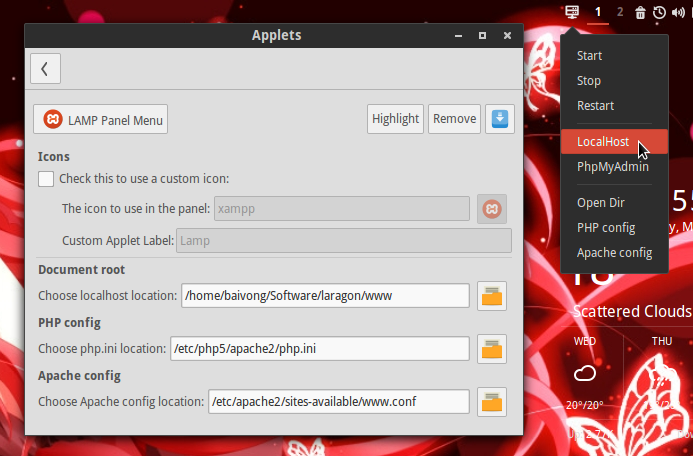 Applets
1 2
LAMP Panel Menu
Highlight
Remove
Icons
Check this to use a custom icon:
The icon to use in the panel: xampp
Custom Applet Label: Lamp
Document root
Choose localhost location: /home/baivong/Software/laragon/www
PHP config
Choose php.ini location: /etc/php5/apache2/php.ini
Apache config
Choose Apache config location: /etc/apache2/sites-available/www.conf
Start
Stop
Restart
LocalHost
PhpMyAdmin
Open Dir
PHP config
Apache config
Scattered Clouds
WED
THU
20°/20°